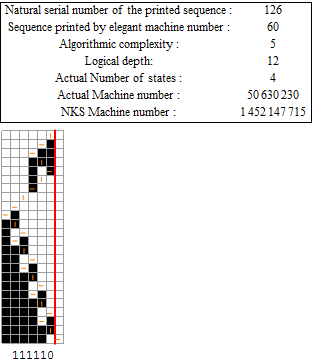 Natural serial number of the printed sequence : 126
Sequence printed by elegant machine number : 60
Algorithmic complexity : 5
Logical depth: 12
Actual Number of states : 4
Actual Machine number : 50 630 230
NKS Machine number : 1 452 147 715
111110